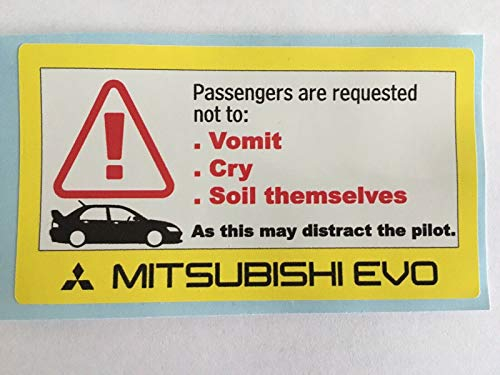 Passengers are requested
not to:
. Vomit
. Cry
. Soil themselves
As this may distract the pilot.
MITSUBISHI EVO